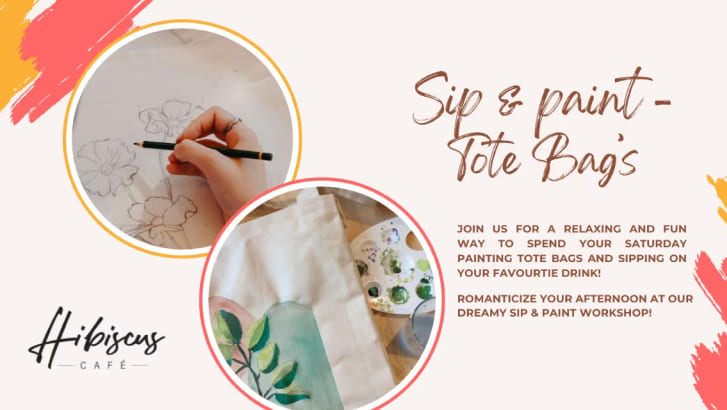 Sip & paint -
Tote Bag's
JOIN US FOR A RELAXING AND FUN
WAY TO SPEND YOUR SATURDAY
PAINTING TOTE BAGS AND SIPPING ON
YOUR FAVOURTIE DRINK!
ROMANTICIZE YOUR AFTERNOON AT OUR
DREAMY SIP & PAINT WORKSHOP!
Hibiscus
CAFÉ